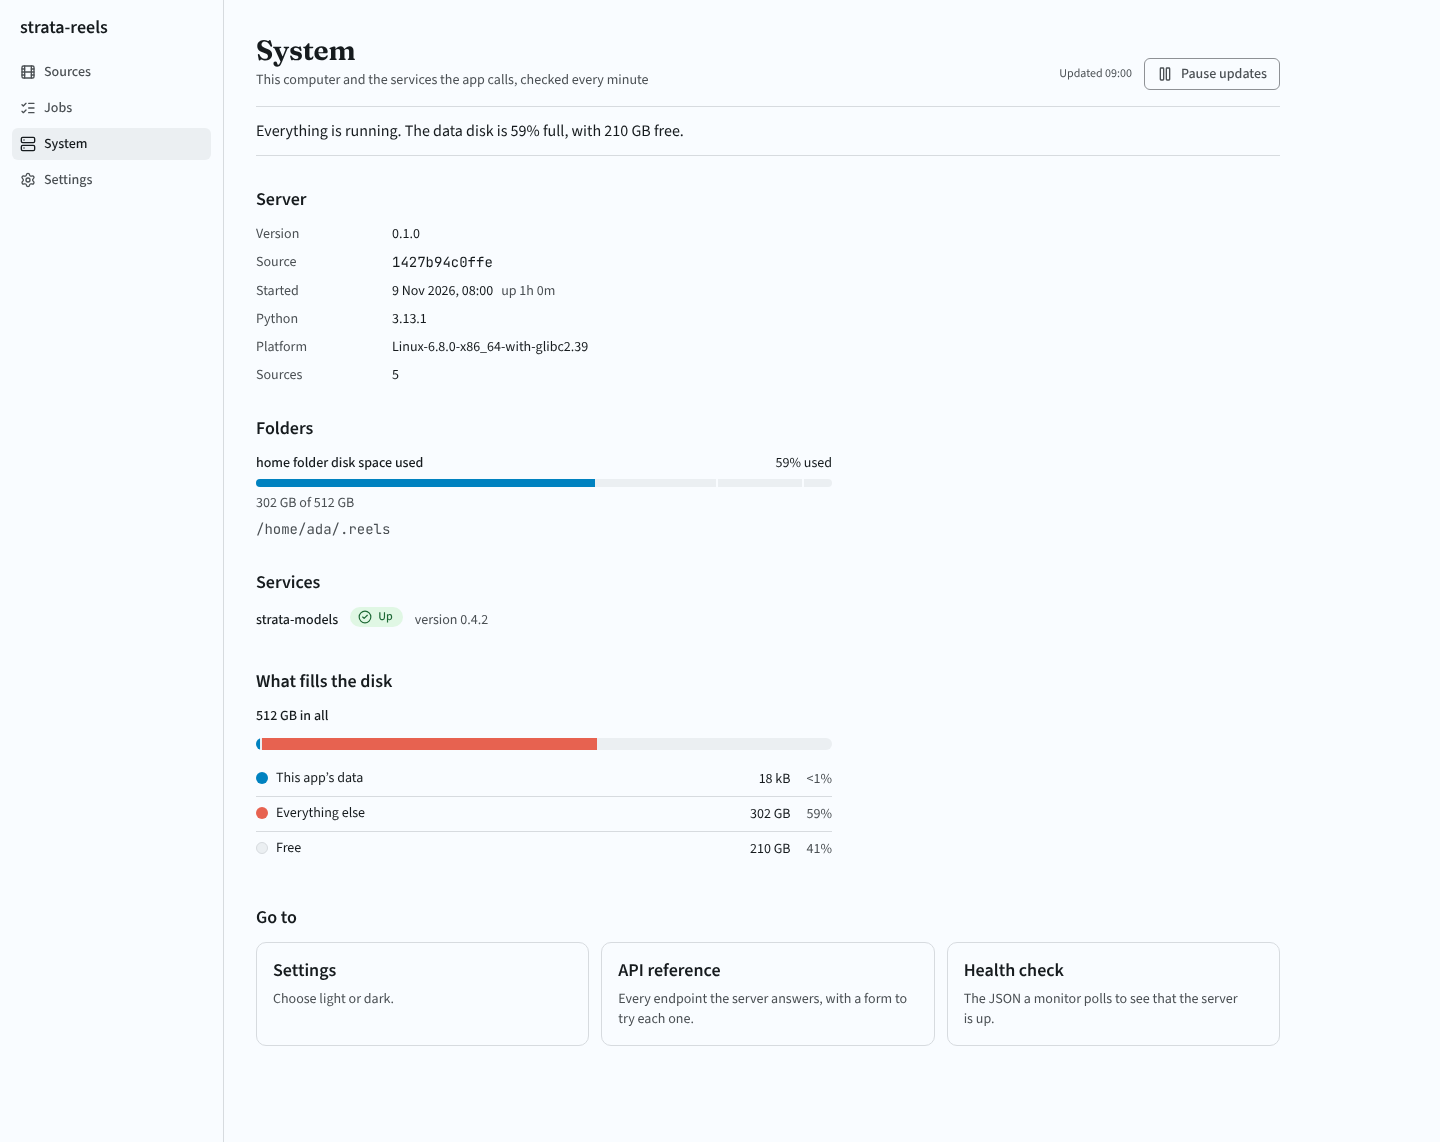 strata-reels
Sources
Jobs
System
Settings
System
This computer and the services the app calls, checked every minute
Updated 09:00
Pause updates
Everything is running. The data disk is 59% full, with 210 GB free.
Server
Version 0.1.0
Source 1427b94c0ffe
Started 9 Nov 2026, 08:00 up 1h 0m
Python 3.13.1
Platform Linux-6.8.0-x86_64-with-glibc2.39
Sources 5
Folders
home folder disk space used 59% used
302 GB of 512 GB
/home/ada/.reels
Services
strata-models Up version 0.4.2
What fills the disk
512 GB in all
This app’s data 18 kB <1%
Everything else 302 GB 59%
Free 210 GB 41%
Go to
Settings
Choose light or dark.
API reference
Every endpoint the server answers, with a form to
try each one.
Health check
The JSON a monitor polls to see that the server
is up.